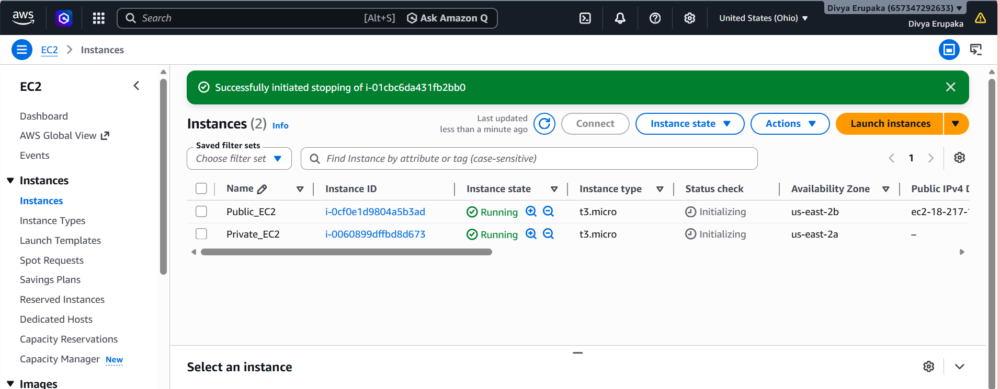 aws
Search [Alt+S] Ask Amazon Q
United States (Ohio)
Divya Erupaka (657347292633)
Divya Erupaka
EC2 Instances
EC2
Dashboard
AWS Global View
Events
Instances
Instances
Instance Types
Launch Templates
Spot Requests
Savings Plans
Reserved Instances
Dedicated Hosts
Capacity Reservations
Capacity Manager New
Images
Successfully initiated stopping of i-01cbc6da431fb2bb0
Instances (2) Info
Last updated
less than a minute ago
Connect Instance state Actions Launch instances
Saved filter sets
Choose filter set
Find Instance by attribute or tag (case-sensitive)
1
Name Instance ID Instance state Instance type Status check Availability Zone Public IPv4 D
Public_EC2 i-0cf0e1d9804a5b3ad Running t3.micro Initializing us-east-2b ec2-18-217-
Private_EC2 i-0060899dffbd8d673 Running t3.micro Initializing us-east-2a –
Select an instance